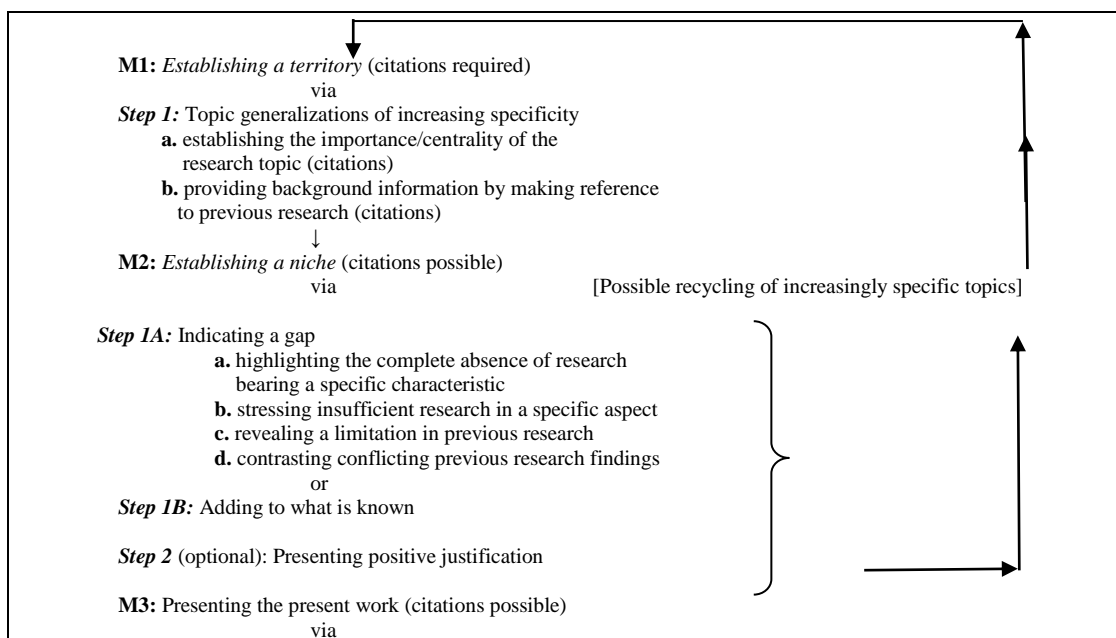 M1: Establishing a territory (citations required)
via
Step 1: Topic generalizations of increasing specificity
a. establishing the importance/centrality of the
research topic (citations)
b. providing background information by making reference
to previous research (citations)
↓
M2: Establishing a niche (citations possible)
via
[Possible recycling of increasingly specific topics]
Step 1A: Indicating a gap
a. highlighting the complete absence of research
bearing a specific characteristic
b. stressing insufficient research in a specific aspect
c. revealing a limitation in previous research
d. contrasting conflicting previous research findings
or
Step 1B: Adding to what is known
Step 2 (optional): Presenting positive justification
M3: Presenting the present work (citations possible)
via